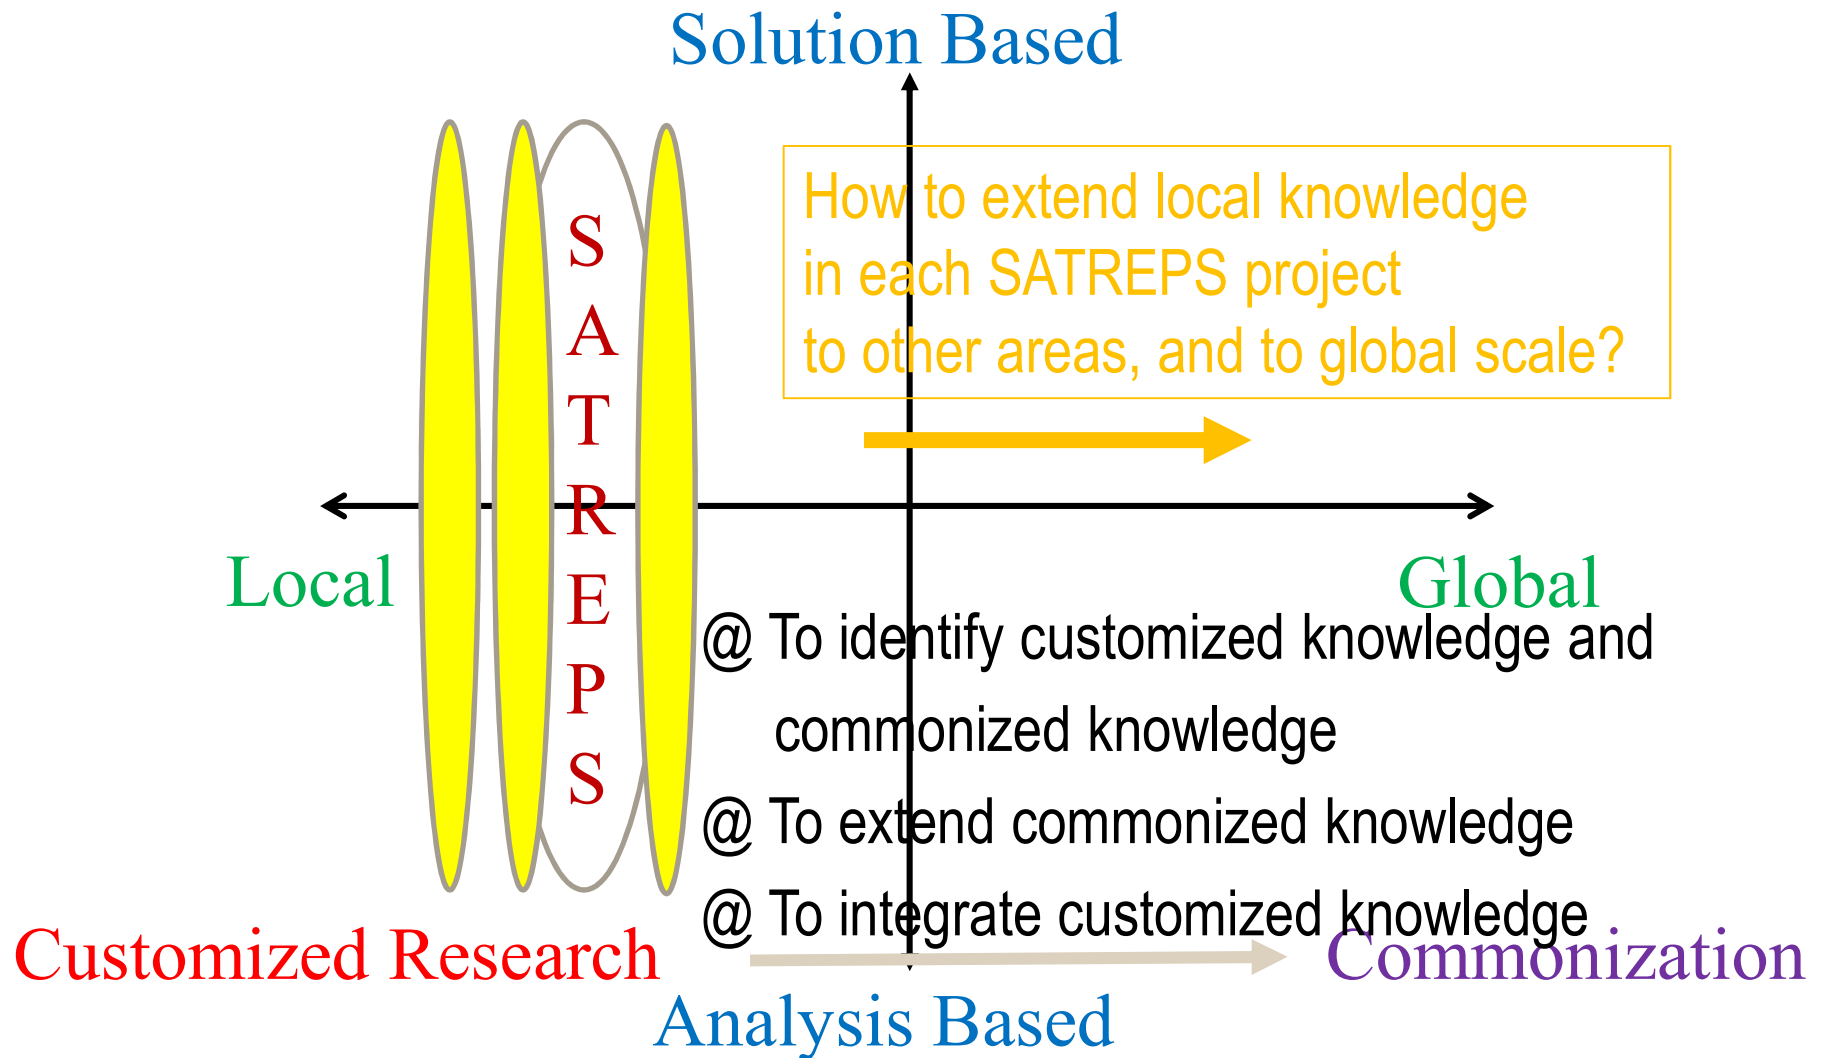 Solution Based
How to extend local knowledge
in each SATREPS project
to other areas, and to global scale?
S
A
T
R
E
P
S
Local
Global
@ To identify customized knowledge and
commonized knowledge
@ To extend commonized knowledge
@ To integrate customized knowledge
Customized Research
Commonization
Analysis Based